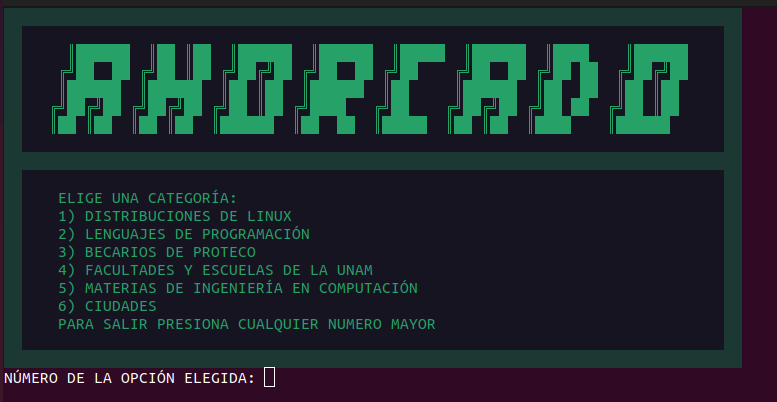 AHORCADO
ELIGE UNA CATEGORÍA:
1) DISTRIBUCIONES DE LINUX
2) LENGUAJES DE PROGRAMACIÓN
3) BECARIOS DE PROTECO
4) FACULTADES Y ESCUELAS DE LA UNAM
5) MATERIAS DE INGENIERÍA EN COMPUTACIÓN
6) CIUDADES
PARA SALIR PRESIONA CUALQUIER NUMERO MAYOR
NÚMERO DE LA OPCIÓN ELEGIDA: